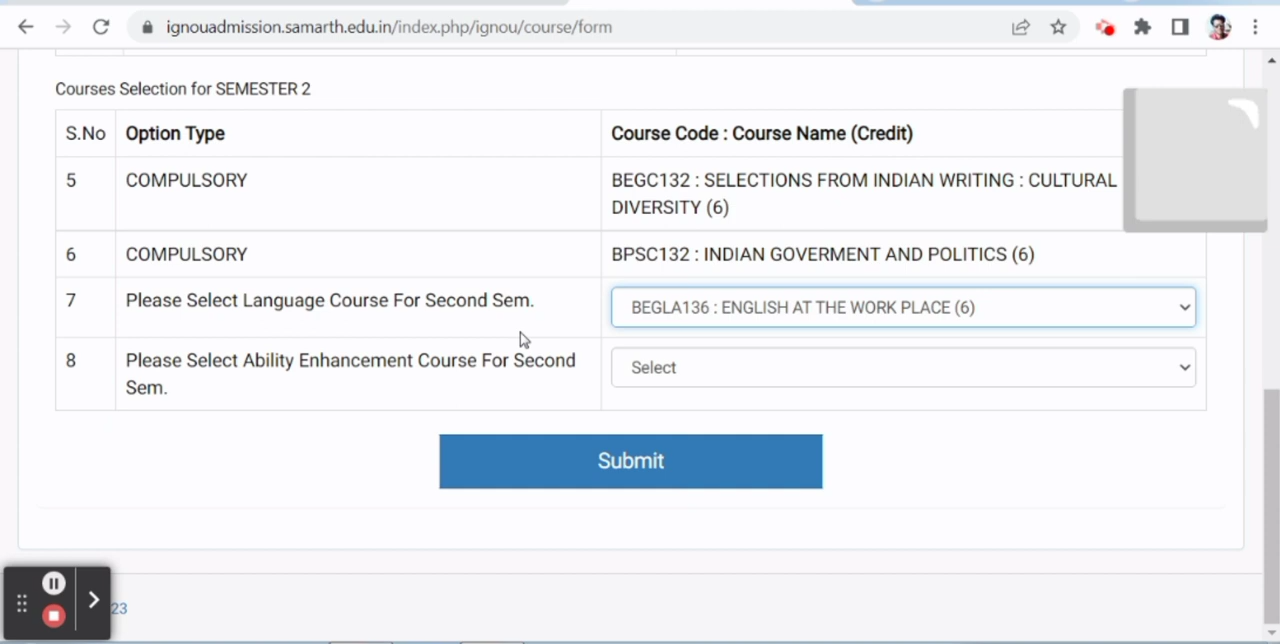 ignouadmission.samarth.edu.in/index.php/ignou/course/form
Courses Selection for SEMESTER 2
S.No Option Type Course Code : Course Name (Credit)
5 COMPULSORY BEGC132 : SELECTIONS FROM INDIAN WRITING : CULTURAL
DIVERSITY (6)
6 COMPULSORY BPSC132 : INDIAN GOVERMENT AND POLITICS (6)
7 Please Select Language Course For Second Sem. BEGLA136 : ENGLISH AT THE WORK PLACE (6)
8 Please Select Ability Enhancement Course For Second Select
Sem.
Submit
23